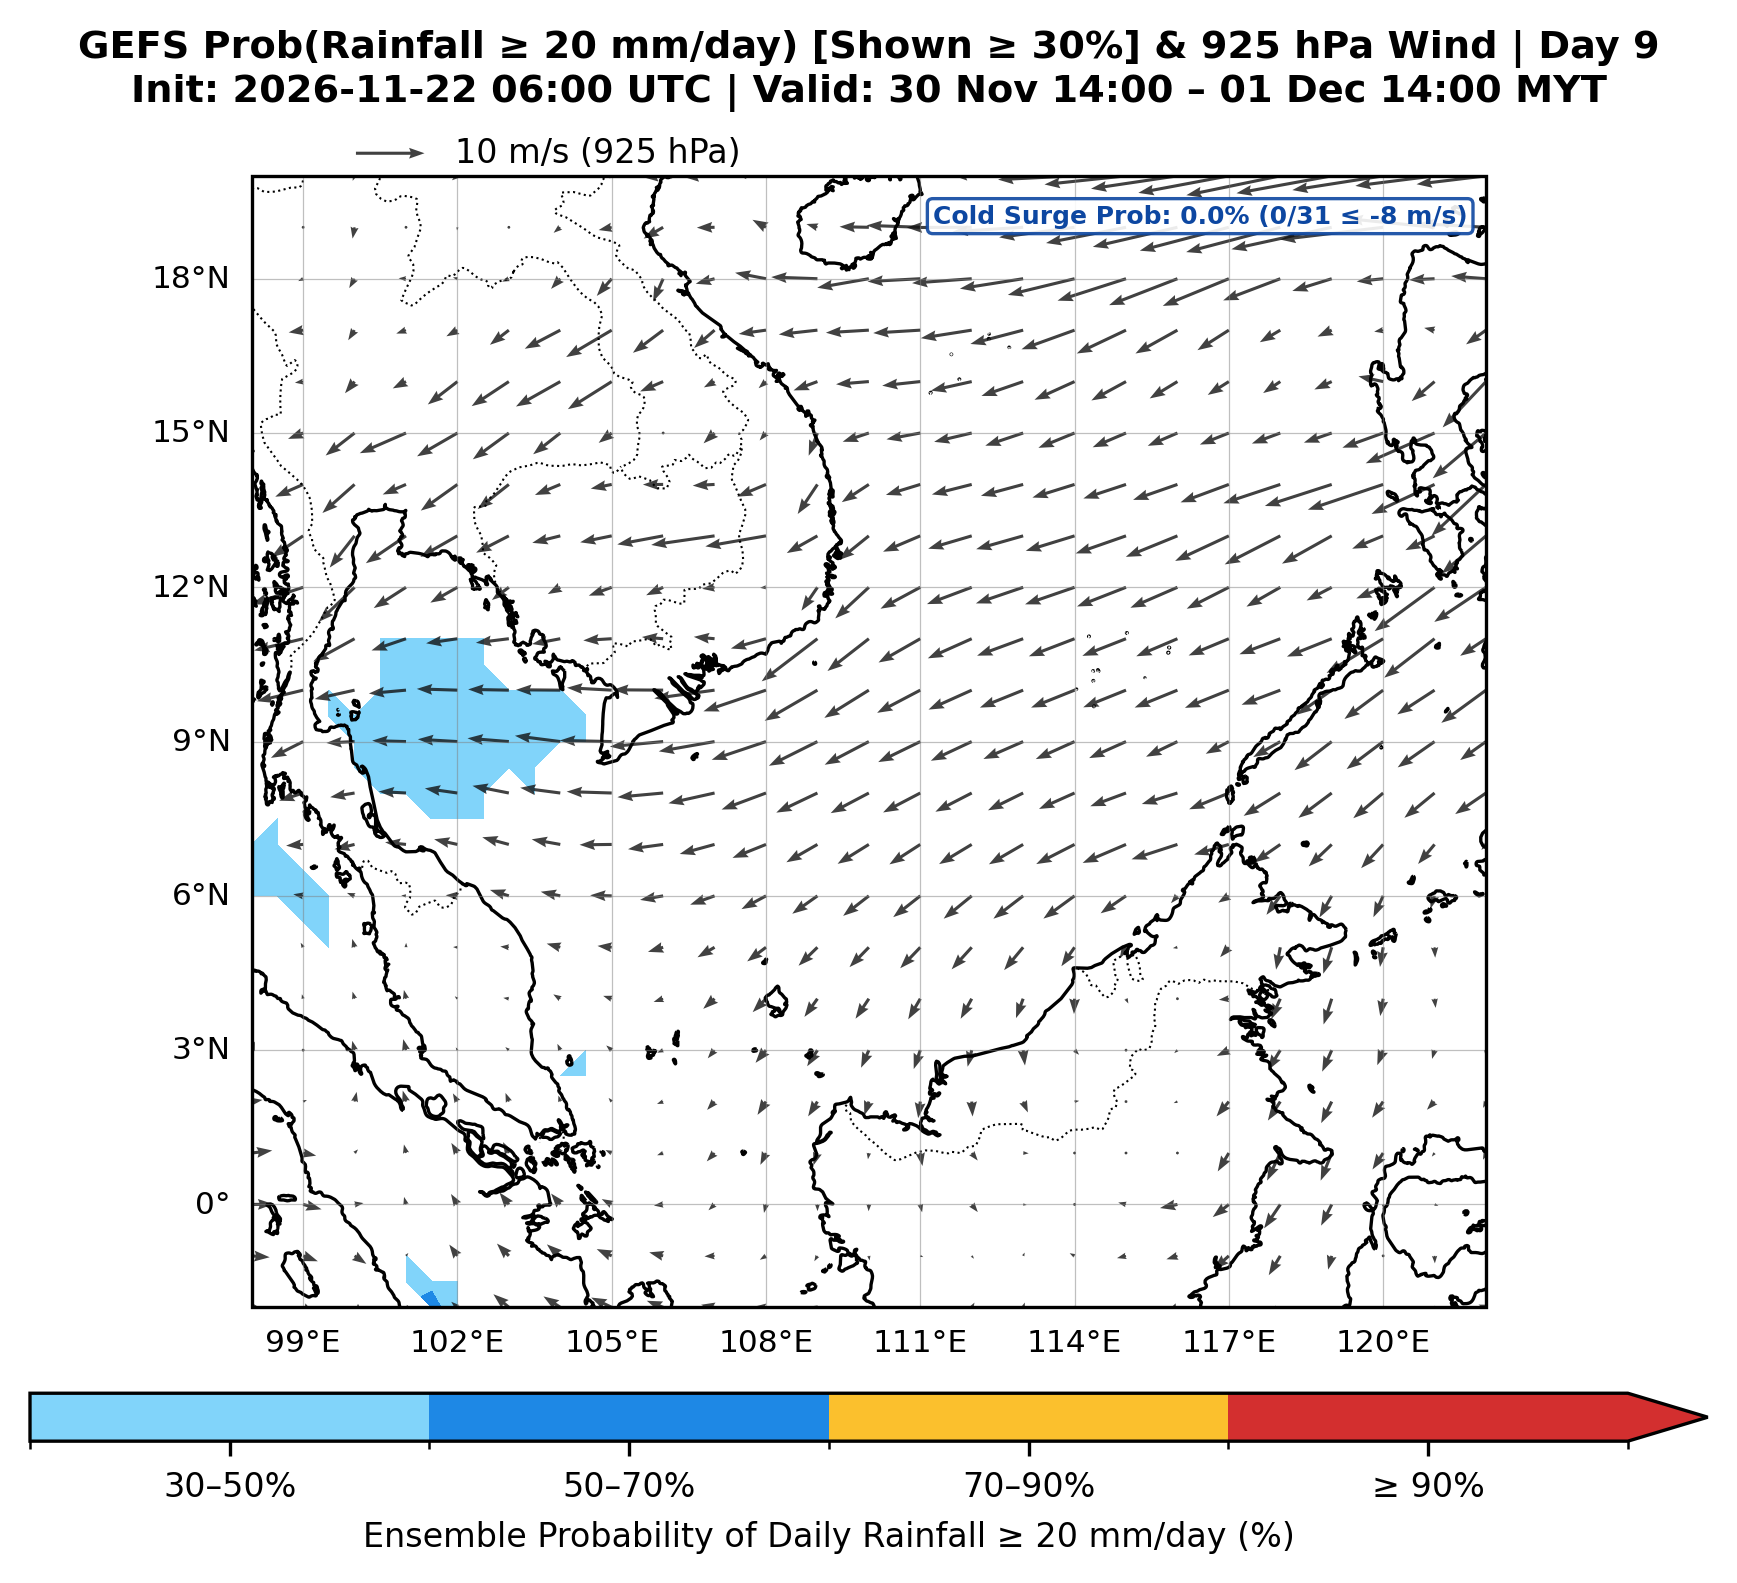 GEFS Prob(Rainfall ≥ 20 mm/day) [Shown ≥ 30%] & 925 hPa Wind | Day 9
Init: 2026-11-22 06:00 UTC | Valid: 30 Nov 14:00 – 01 Dec 14:00 MYT
10 m/s (925 hPa)
Cold Surge Prob: 0.0% (0/31 ≤ -8 m/s)
18°N
15°N
12°N
9°N
6°N
3°N
0°
99°E 102°E 105°E 108°E 111°E 114°E 117°E 120°E
30–50% 50–70% 70–90% ≥ 90%
Ensemble Probability of Daily Rainfall ≥ 20 mm/day (%)